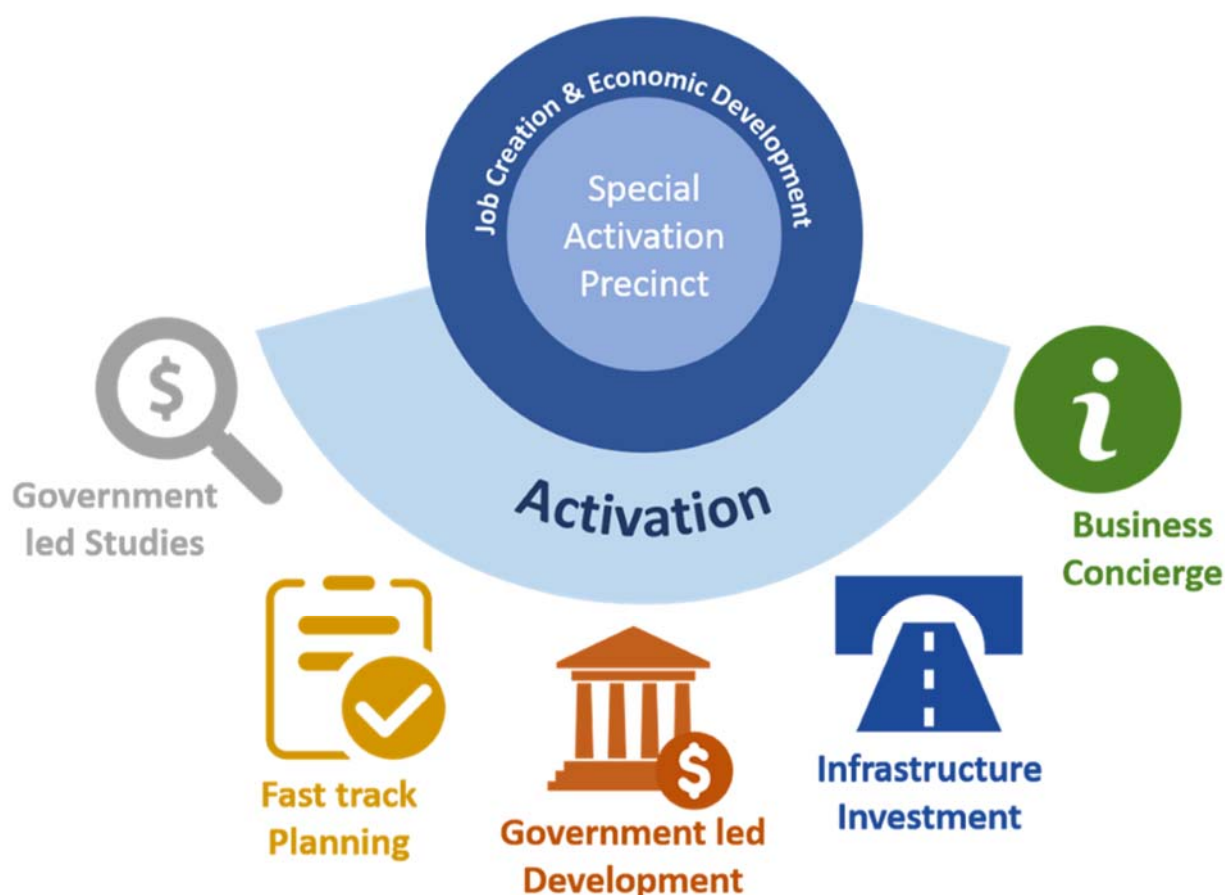 Job Creation & Economic Development
Special
Activation
Precinct
Activation
$
Government
led Studies
Fast track
Planning
$
Government led
Development
Infrastructure
Investment
i
Business
Concierge